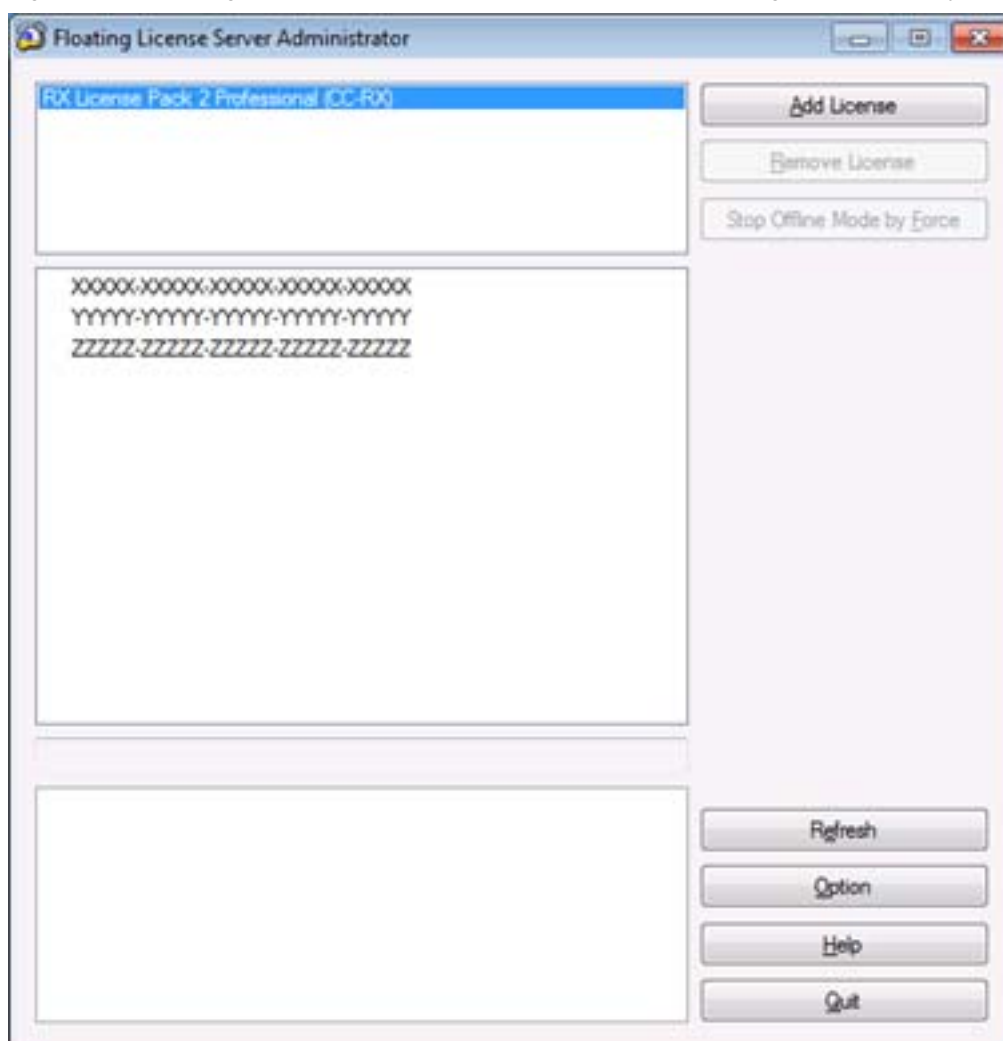 Floating License Server Administrator
RX License Pack 2 Professional (CC-RX)
Add License
Remove License
Stop Offline Mode by Force
XXXXX-XXXXX-XXXXX-XXXXX-XXXXX
YYYYY-YYYYY-YYYYY-YYYYY-YYYYY
ZZZZZ-ZZZZZ-ZZZZZ-ZZZZZ-ZZZZZ
Refresh
Option
Help
Quit